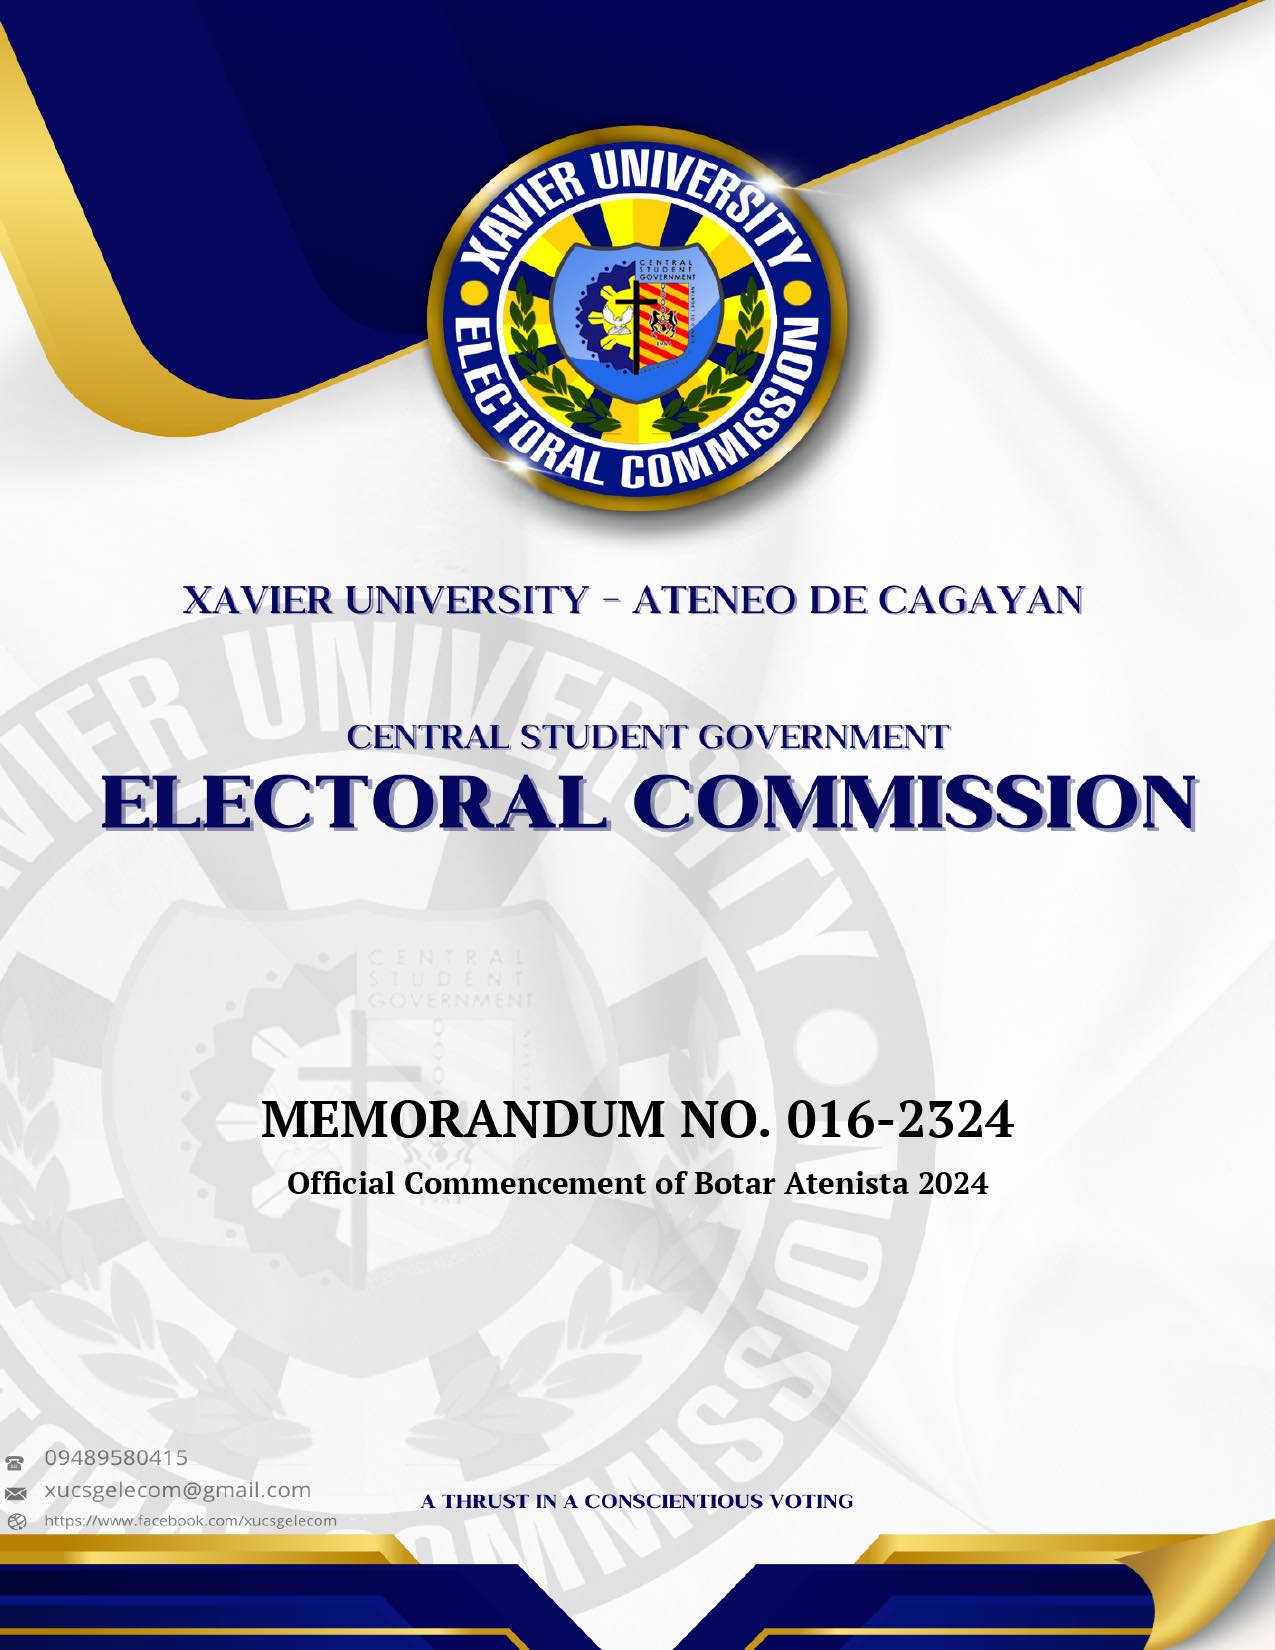 XAVIER UNIVERSITY
ELECTORAL COMMISSION
CENTRAL
STUDENT
GOVERNMENT
XAVIER UNIVERSITY - ATENEO DE CAGAYAN
CENTRAL STUDENT GOVERNMENT
ELECTORAL COMMISSION
MEMORANDUM NO. 016-2324
Official Commencement of Botar Atenista 2024
09489580415
xucsgelecom@gmail.com
https://www.facebook.com/xucsgelecom
A THRUST IN A CONSCIENTIOUS VOTING